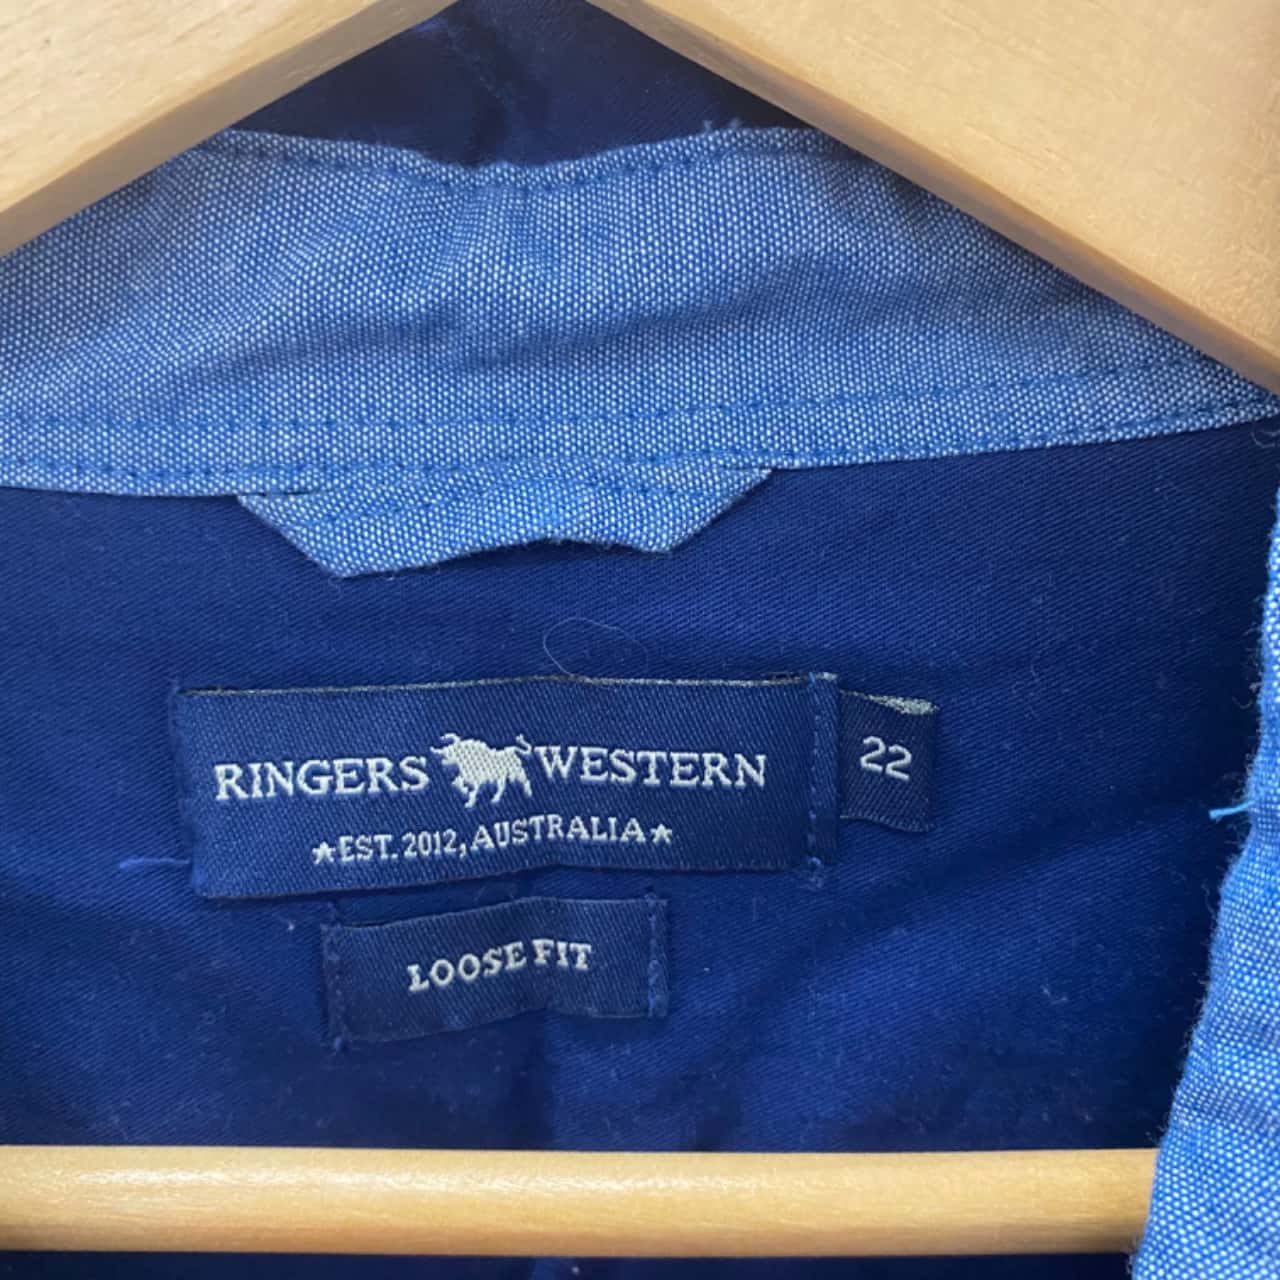 RINGERS WESTERN
★EST. 2012, AUSTRALIA★
22
LOOSE FIT